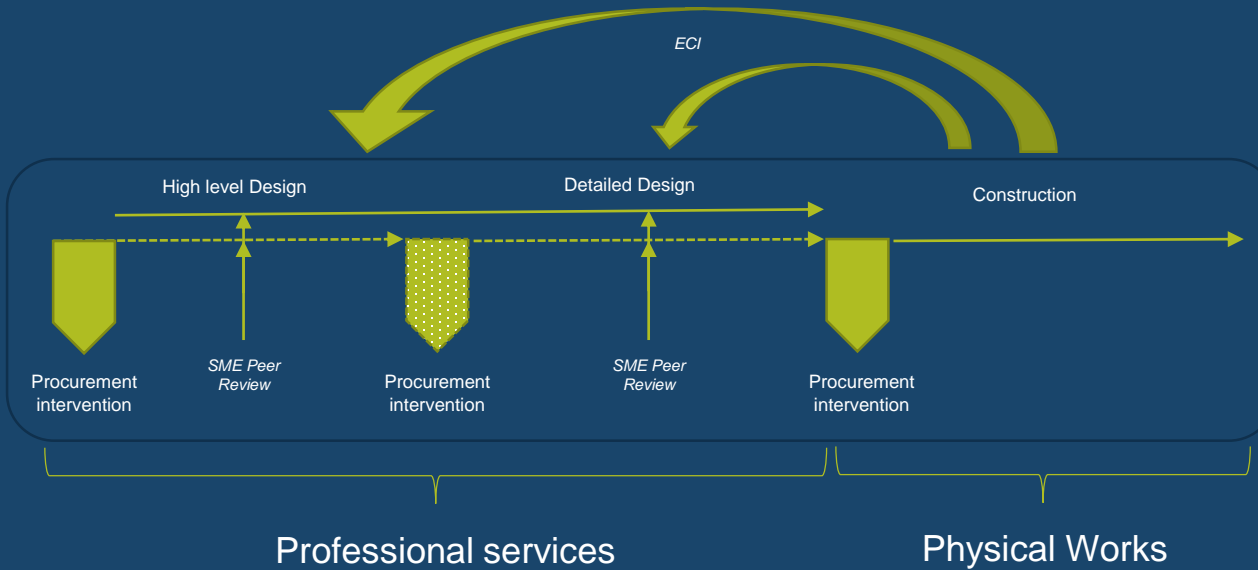 ECI
High level Design
Detailed Design
Construction
Procurement
intervention
SME Peer
Review
Procurement
intervention
SME Peer
Review
Procurement
intervention
Professional services
Physical Works